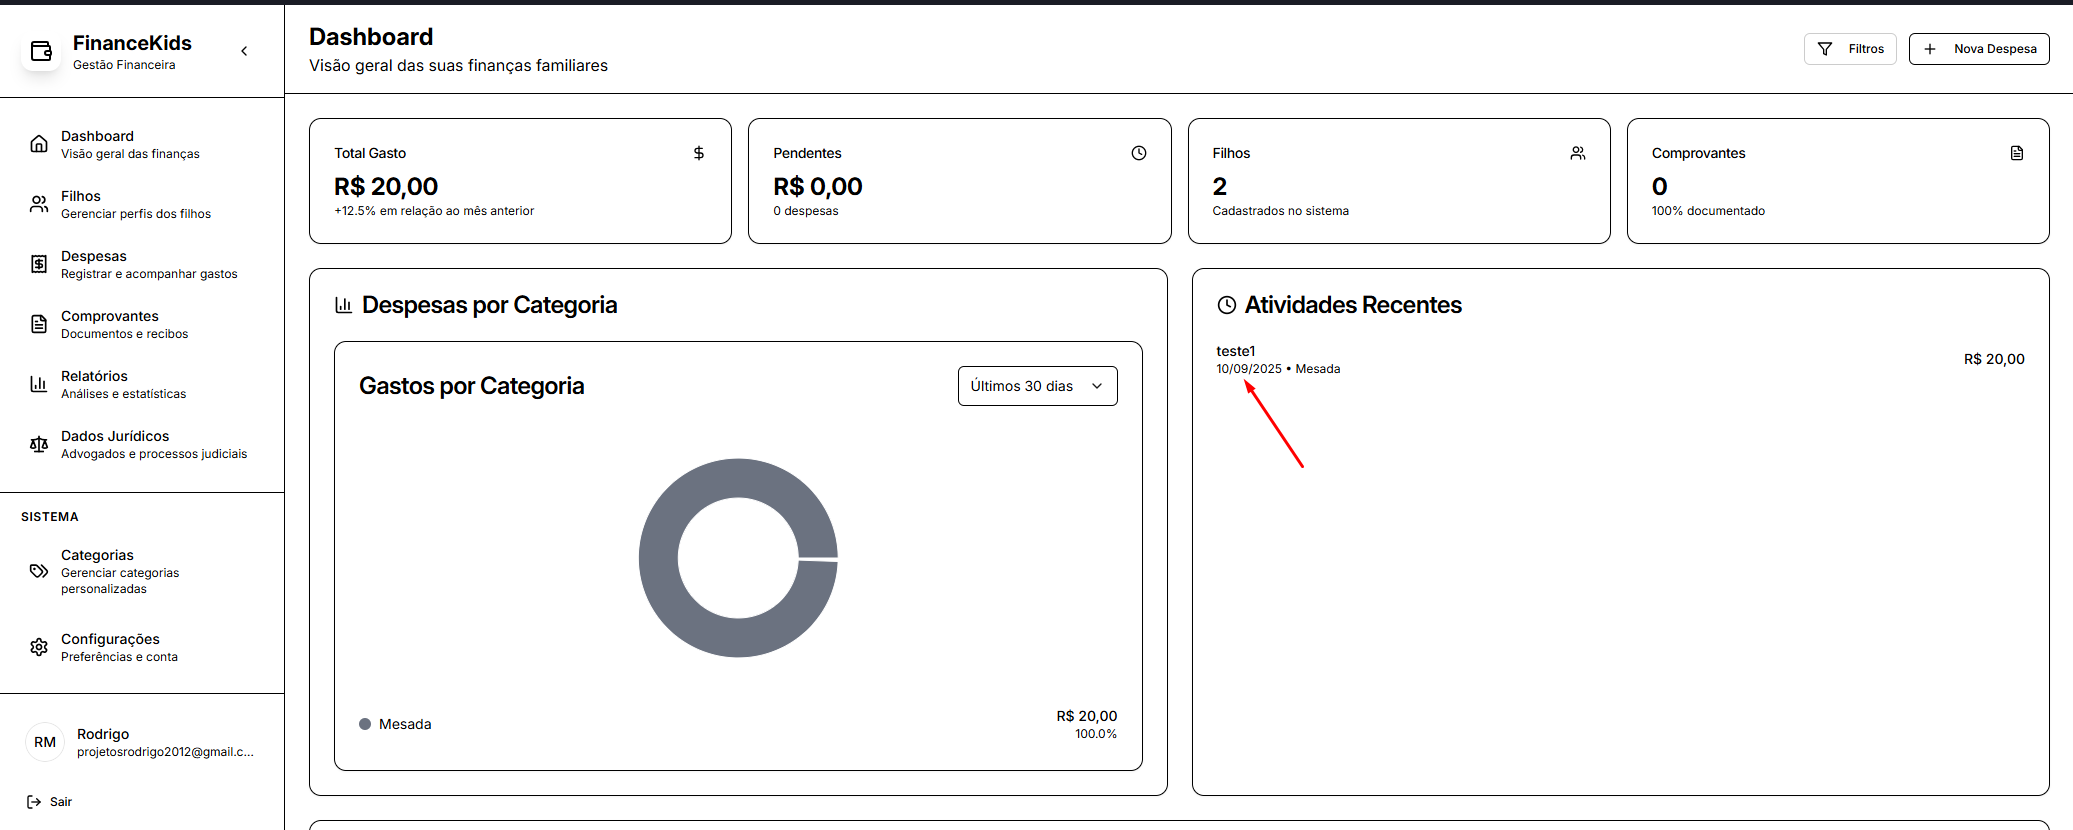 FinanceKids
Gestão Financeira
Dashboard
Visão geral das finanças
Filhos
Gerenciar perfis dos filhos
Despesas
Registrar e acompanhar gastos
Comprovantes
Documentos e recibos
Relatórios
Análises e estatísticas
Dados Jurídicos
Advogados e processos judiciais
SISTEMA
Categorias
Gerenciar categorias
personalizadas
Configurações
Preferências e conta
RM
Rodrigo
projetosrodrigo2012@gmail.c...
Sair
Dashboard
Visão geral das suas finanças familiares
Filtros
Nova Despesa
Total Gasto
R$ 20,00
+12.5% em relação ao mês anterior
Pendentes
R$ 0,00
0 despesas
Filhos
2
Cadastrados no sistema
Comprovantes
0
100% documentado
Despesas por Categoria
Gastos por Categoria
Últimos 30 dias
Mesada
R$ 20,00
100.0%
Atividades Recentes
teste1
10/09/2025 • Mesada
R$ 20,00